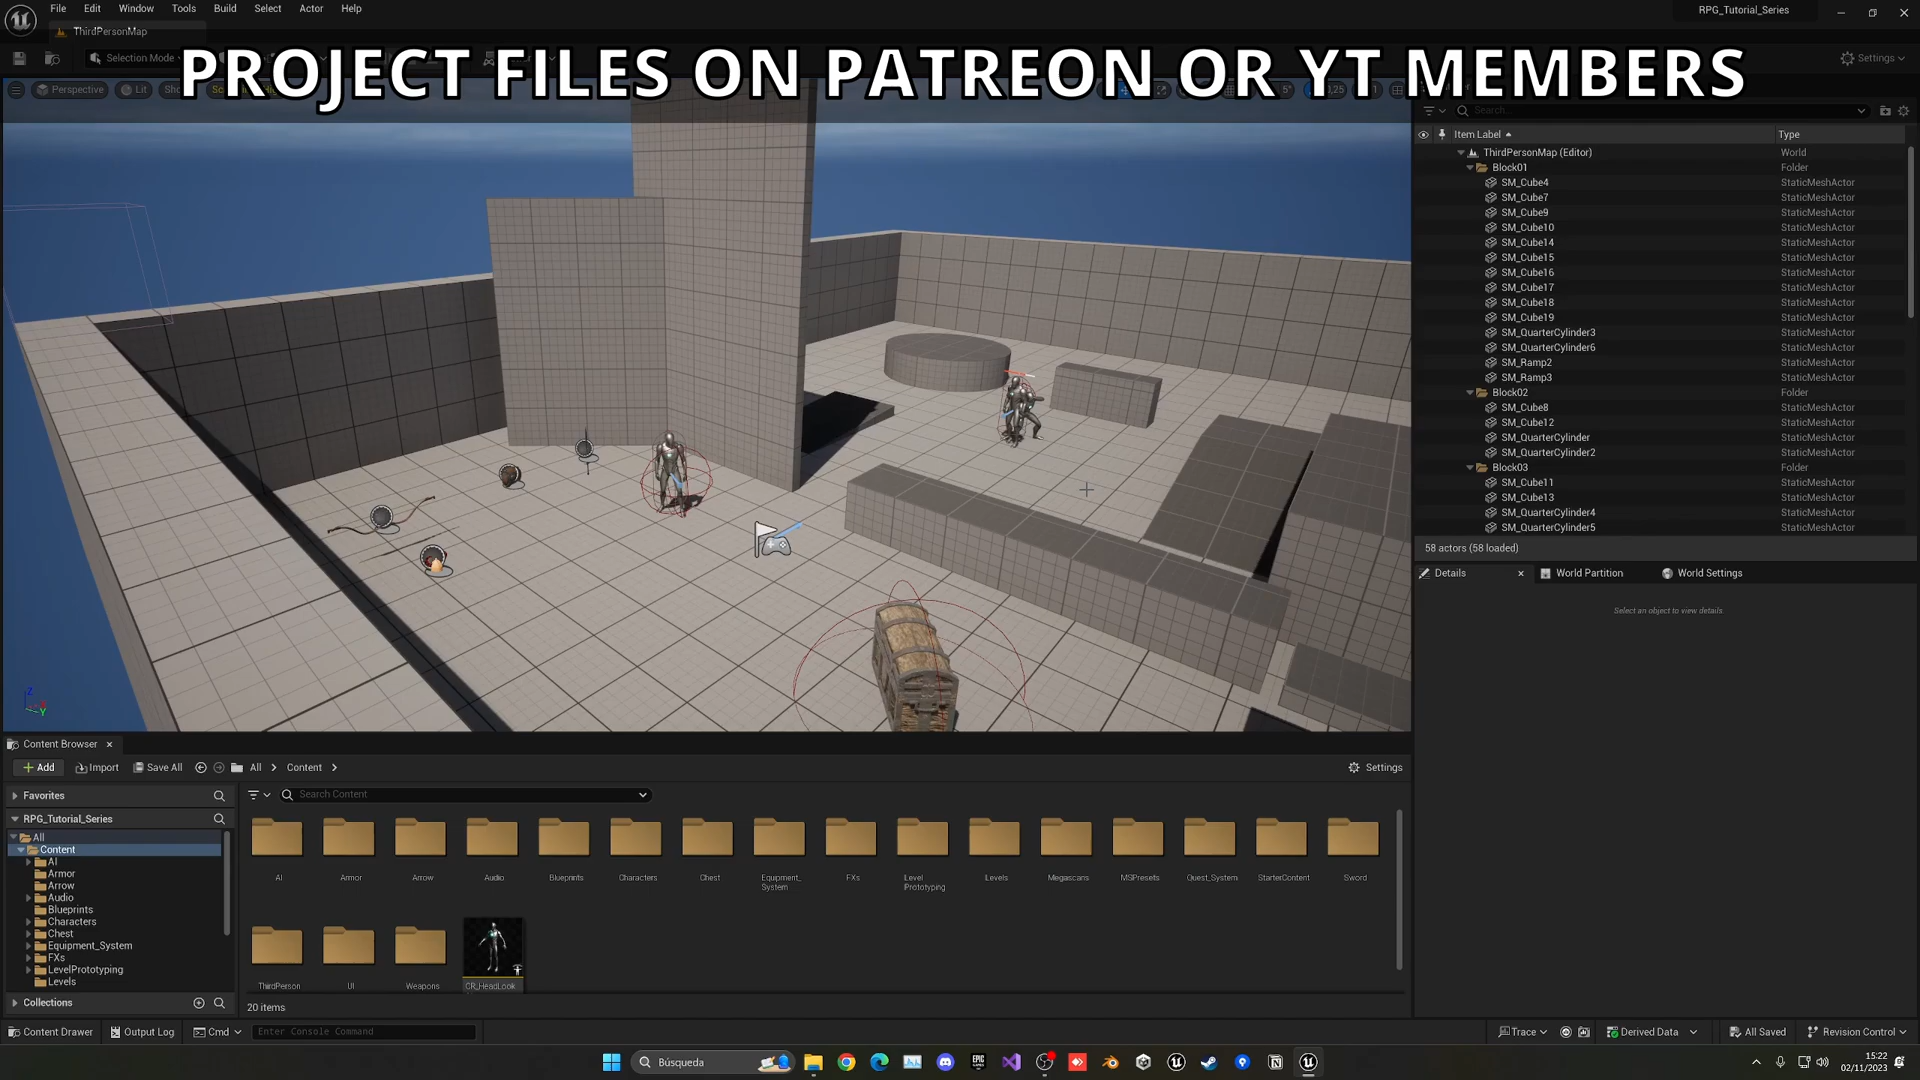 File Edit Window Tools Build Select Actor Help
RPG_Tutorial_Series
ThirdPersonMap
Selection Mode
Settings
PROJECT FILES ON PATREON OR YT MEMBERS
Perspective
Lit
5°
0,25
1
Search...
Item Label
Type
ThirdPersonMap (Editor) World
Block01 Folder
SM_Cube4 StaticMeshActor
SM_Cube7 StaticMeshActor
SM_Cube9 StaticMeshActor
SM_Cube10 StaticMeshActor
SM_Cube14 StaticMeshActor
SM_Cube15 StaticMeshActor
SM_Cube16 StaticMeshActor
SM_Cube17 StaticMeshActor
SM_Cube18 StaticMeshActor
SM_Cube19 StaticMeshActor
SM_QuarterCylinder3 StaticMeshActor
SM_QuarterCylinder6 StaticMeshActor
SM_Ramp2 StaticMeshActor
SM_Ramp3 StaticMeshActor
Block02 Folder
SM_Cube8 StaticMeshActor
SM_Cube12 StaticMeshActor
SM_QuarterCylinder StaticMeshActor
SM_QuarterCylinder2 StaticMeshActor
Block03 Folder
SM_Cube11 StaticMeshActor
SM_Cube13 StaticMeshActor
SM_QuarterCylinder4 StaticMeshActor
SM_QuarterCylinder5 StaticMeshActor
58 actors (58 loaded)
Details World Partition World Settings
Select an object to view details.
Z
Y
Content Browser
Add Import Save All All Content Settings
Favorites
Search Content
RPG_Tutorial_Series
All
Content
AI
Armor
Arrow
Audio
Blueprints
Characters
Chest
Equipment_System
FXs
LevelPrototyping
Levels
Collections
AI Armor Arrow Audio Blueprints Characters Chest Equipment_ FXs Level Levels Megascans MSPresets Quest_System StarterContent Sword
System Prototyping
ThirdPerson UI Weapons CR_HeadLook
20 items
Content Drawer Output Log Cmd Enter Console Command Trace Derived Data All Saved Revision Control
Búsqueda
EPIC GAMES
15:22
02/11/2023